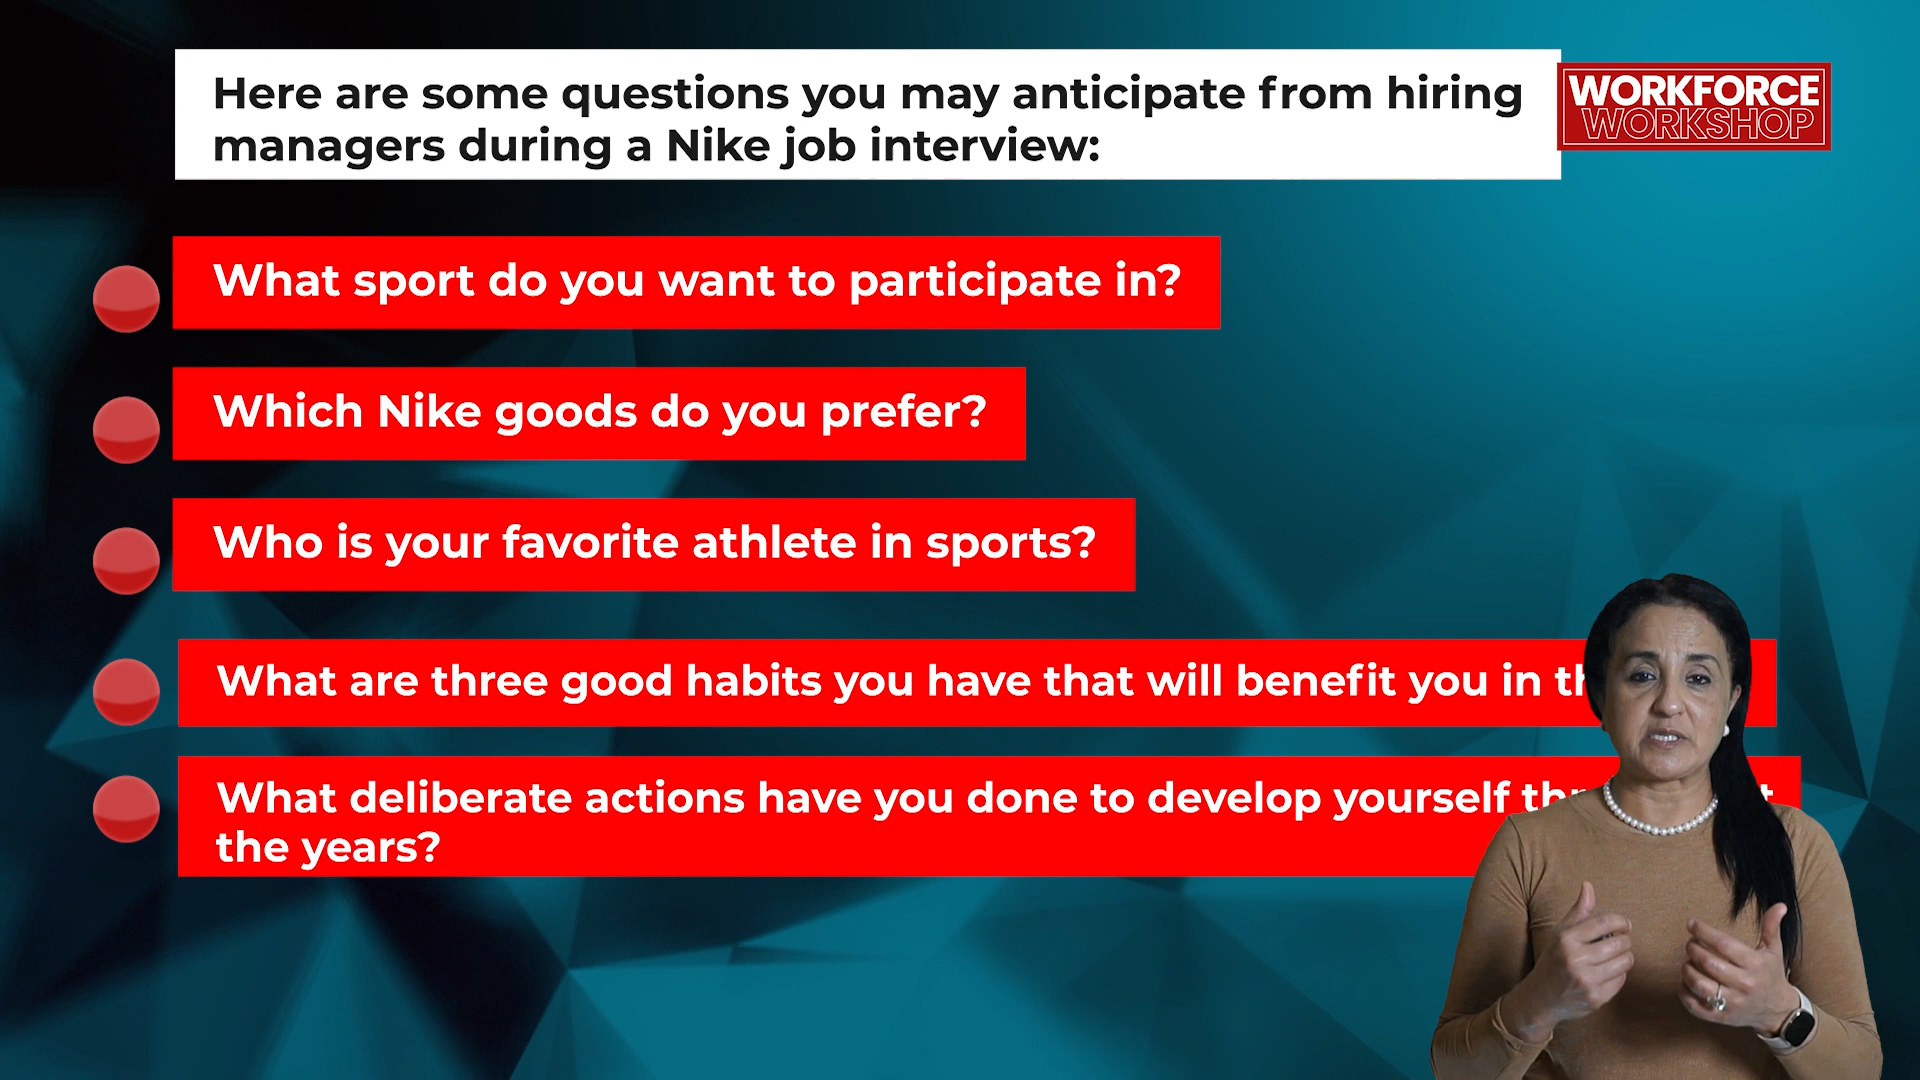 Here are some questions you may anticipate from hiring
managers during a Nike job interview:
WORKFORCE
WORKSHOP
What sport do you want to participate in?
Which Nike goods do you prefer?
Who is your favorite athlete in sports?
What are three good habits you have that will benefit you in
What deliberate actions have you done to develop yourself
the years?